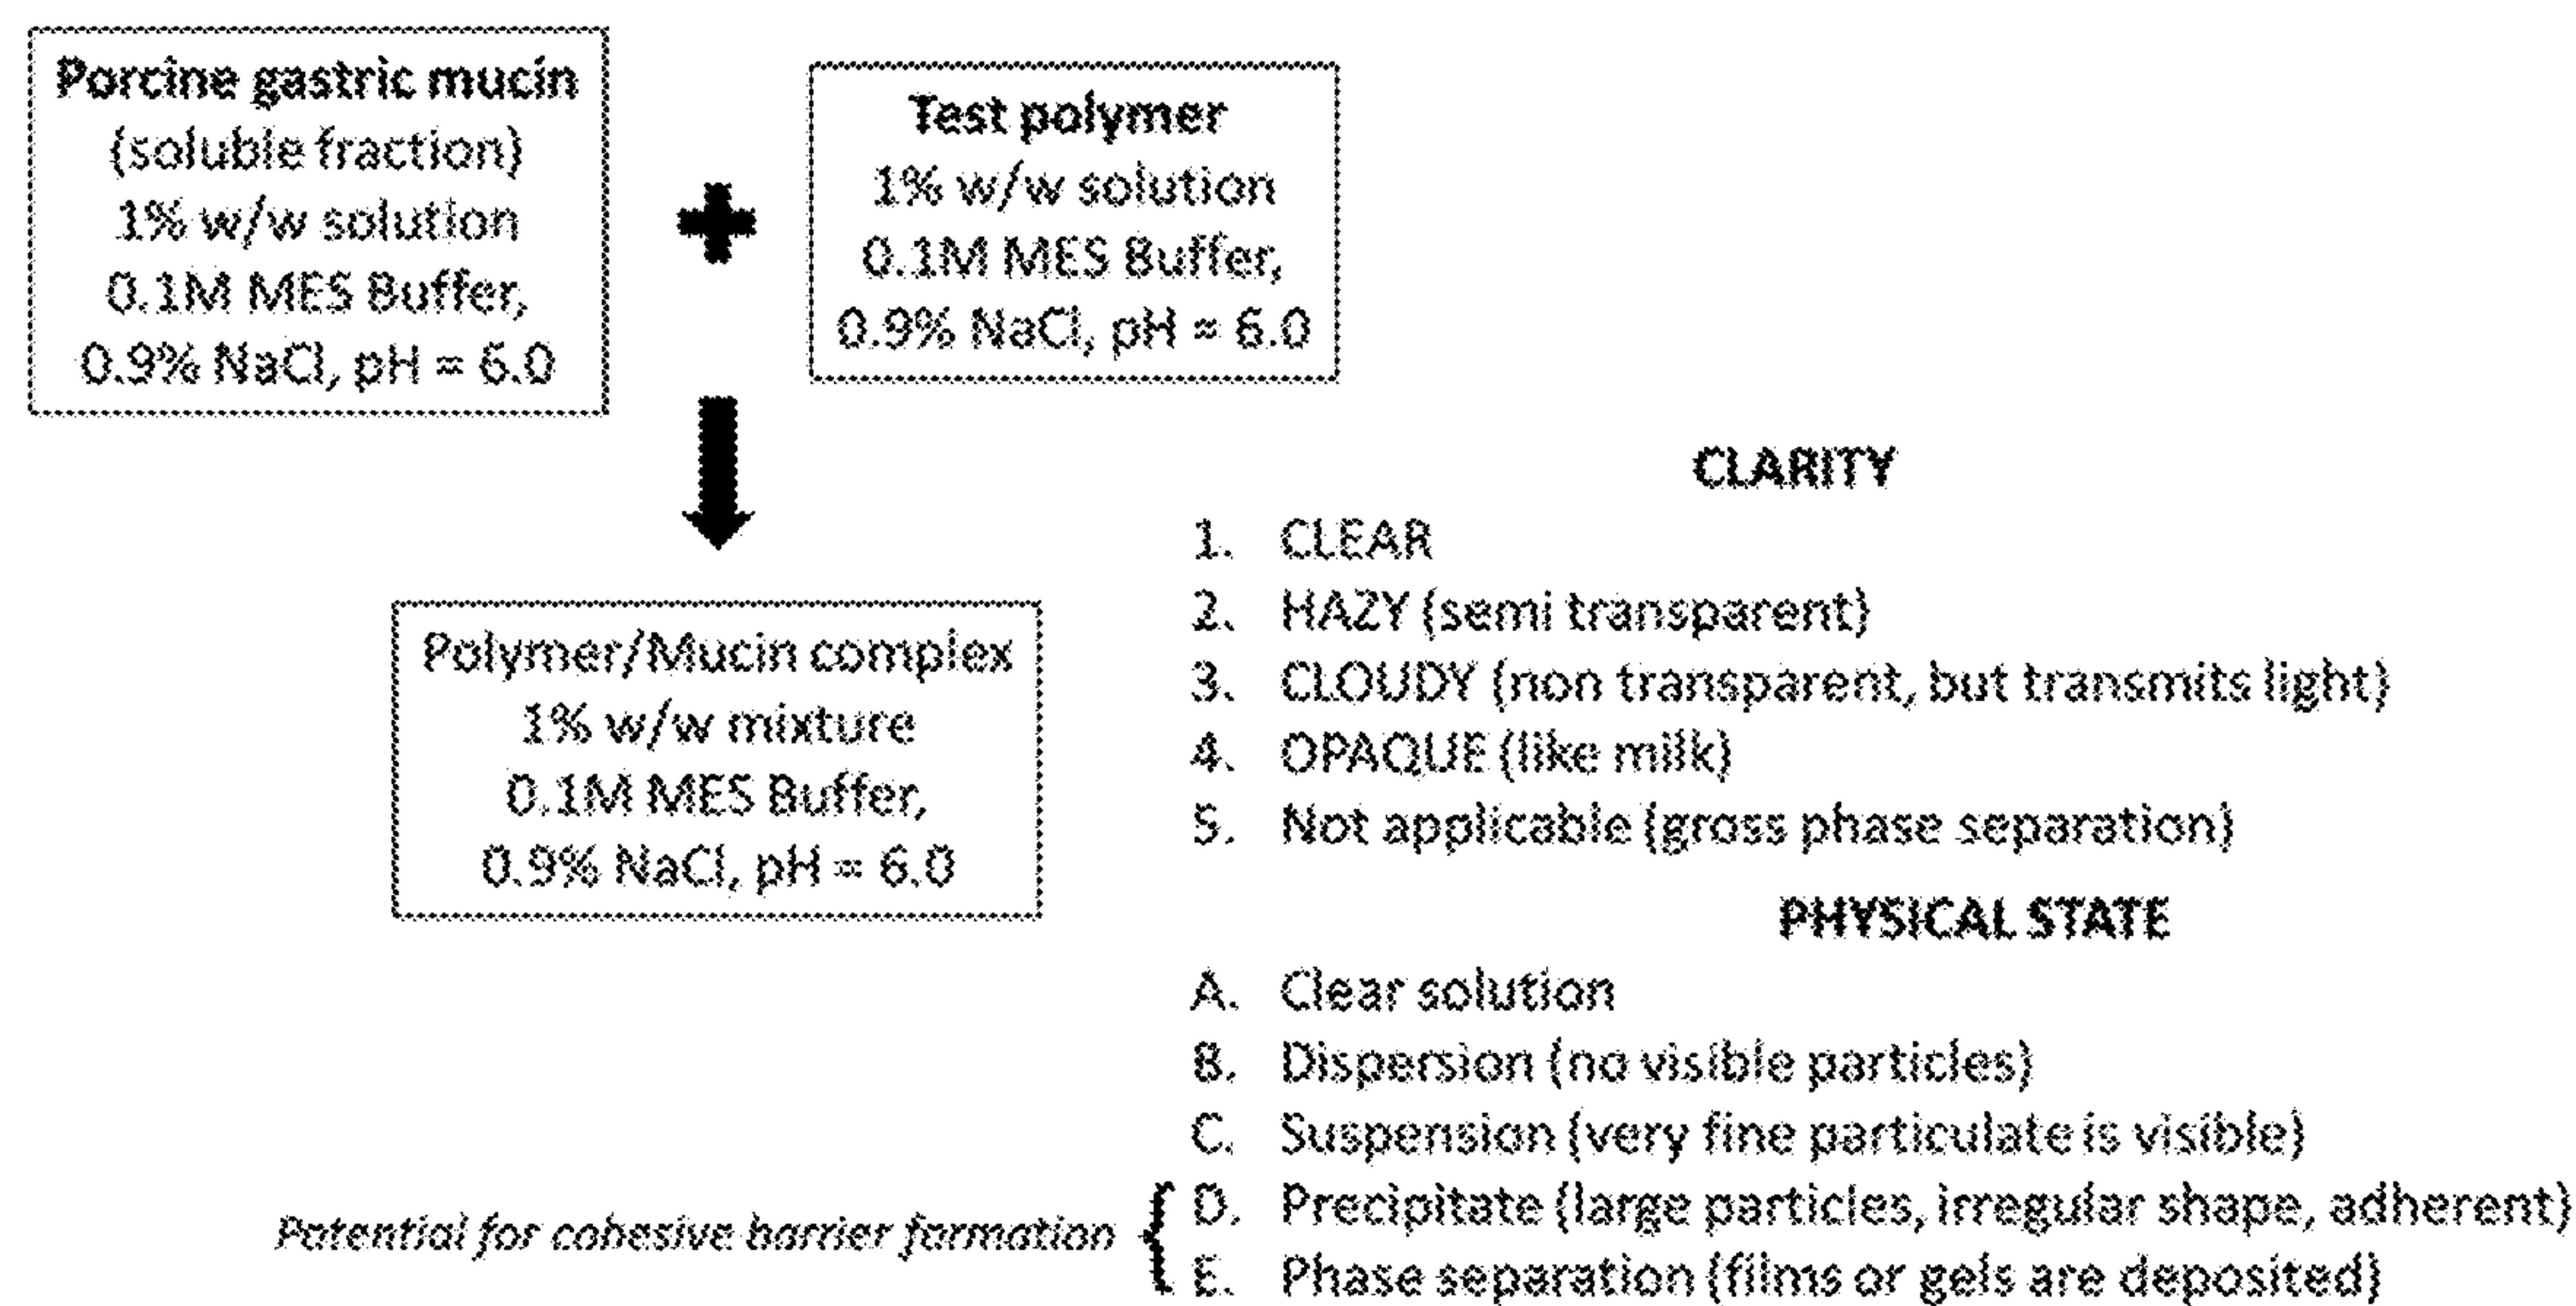 Porcine gastric mucin
(soluble fraction)
1% w/w solution
0.1M MES Buffer,
0.9% NaCl, pH = 6.0
Test polymer
1% w/w solution
0.1M MES Buffer,
0.9% NaCl, pH = 6.0
Polymer/Mucin complex
1% w/w mixture
0.1M MES Buffer,
0.9% NaCl, pH = 6.0
CLARITY
1. CLEAR
2. HAZY (semi transparent)
3. CLOUDY (non transparent, but transmits light)
4. OPAQUE (like milk)
5. Not applicable (gross phase separation)
PHYSICAL STATE
A. Clear solution
B. Dispersion (no visible particles)
C. Suspension (very fine particulate is visible)
D. Precipitate (large particles, irregular shape, adherent)
Potential for cohesive barrier formation
E. Phase separation (films or gels are deposited)